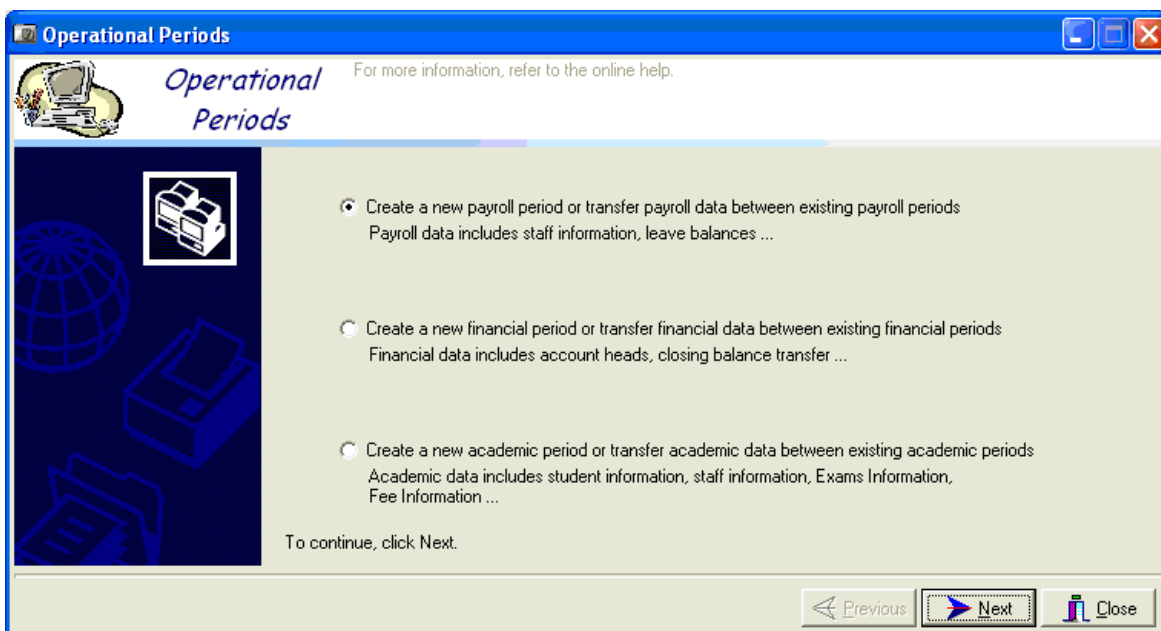 Operational Periods
Operational
Periods
For more information, refer to the online help.
Create a new payroll period or transfer payroll data between existing payroll periods
Payroll data includes staff information, leave balances ...
Create a new financial period or transfer financial data between existing financial periods
Financial data includes account heads, closing balance transfer ...
Create a new academic period or transfer academic data between existing academic periods
Academic data includes student information, staff information, Exams Information,
Fee Information ...
To continue, click Next.
Previous Next Close